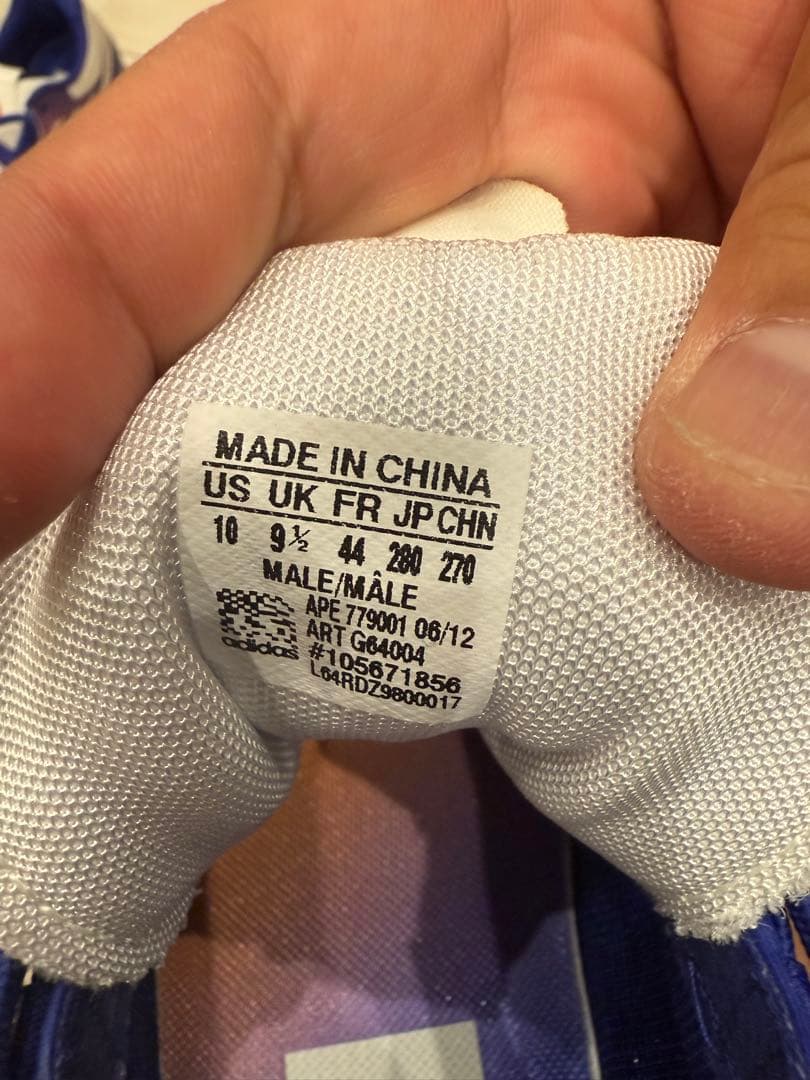 MADE IN CHINA
US UK FR JP CHN
10 9½ 44 280 270
MALE/MÂLE
APE 779001 06/12
ART G64004
#105671856
L64RDZ9800017
adidas